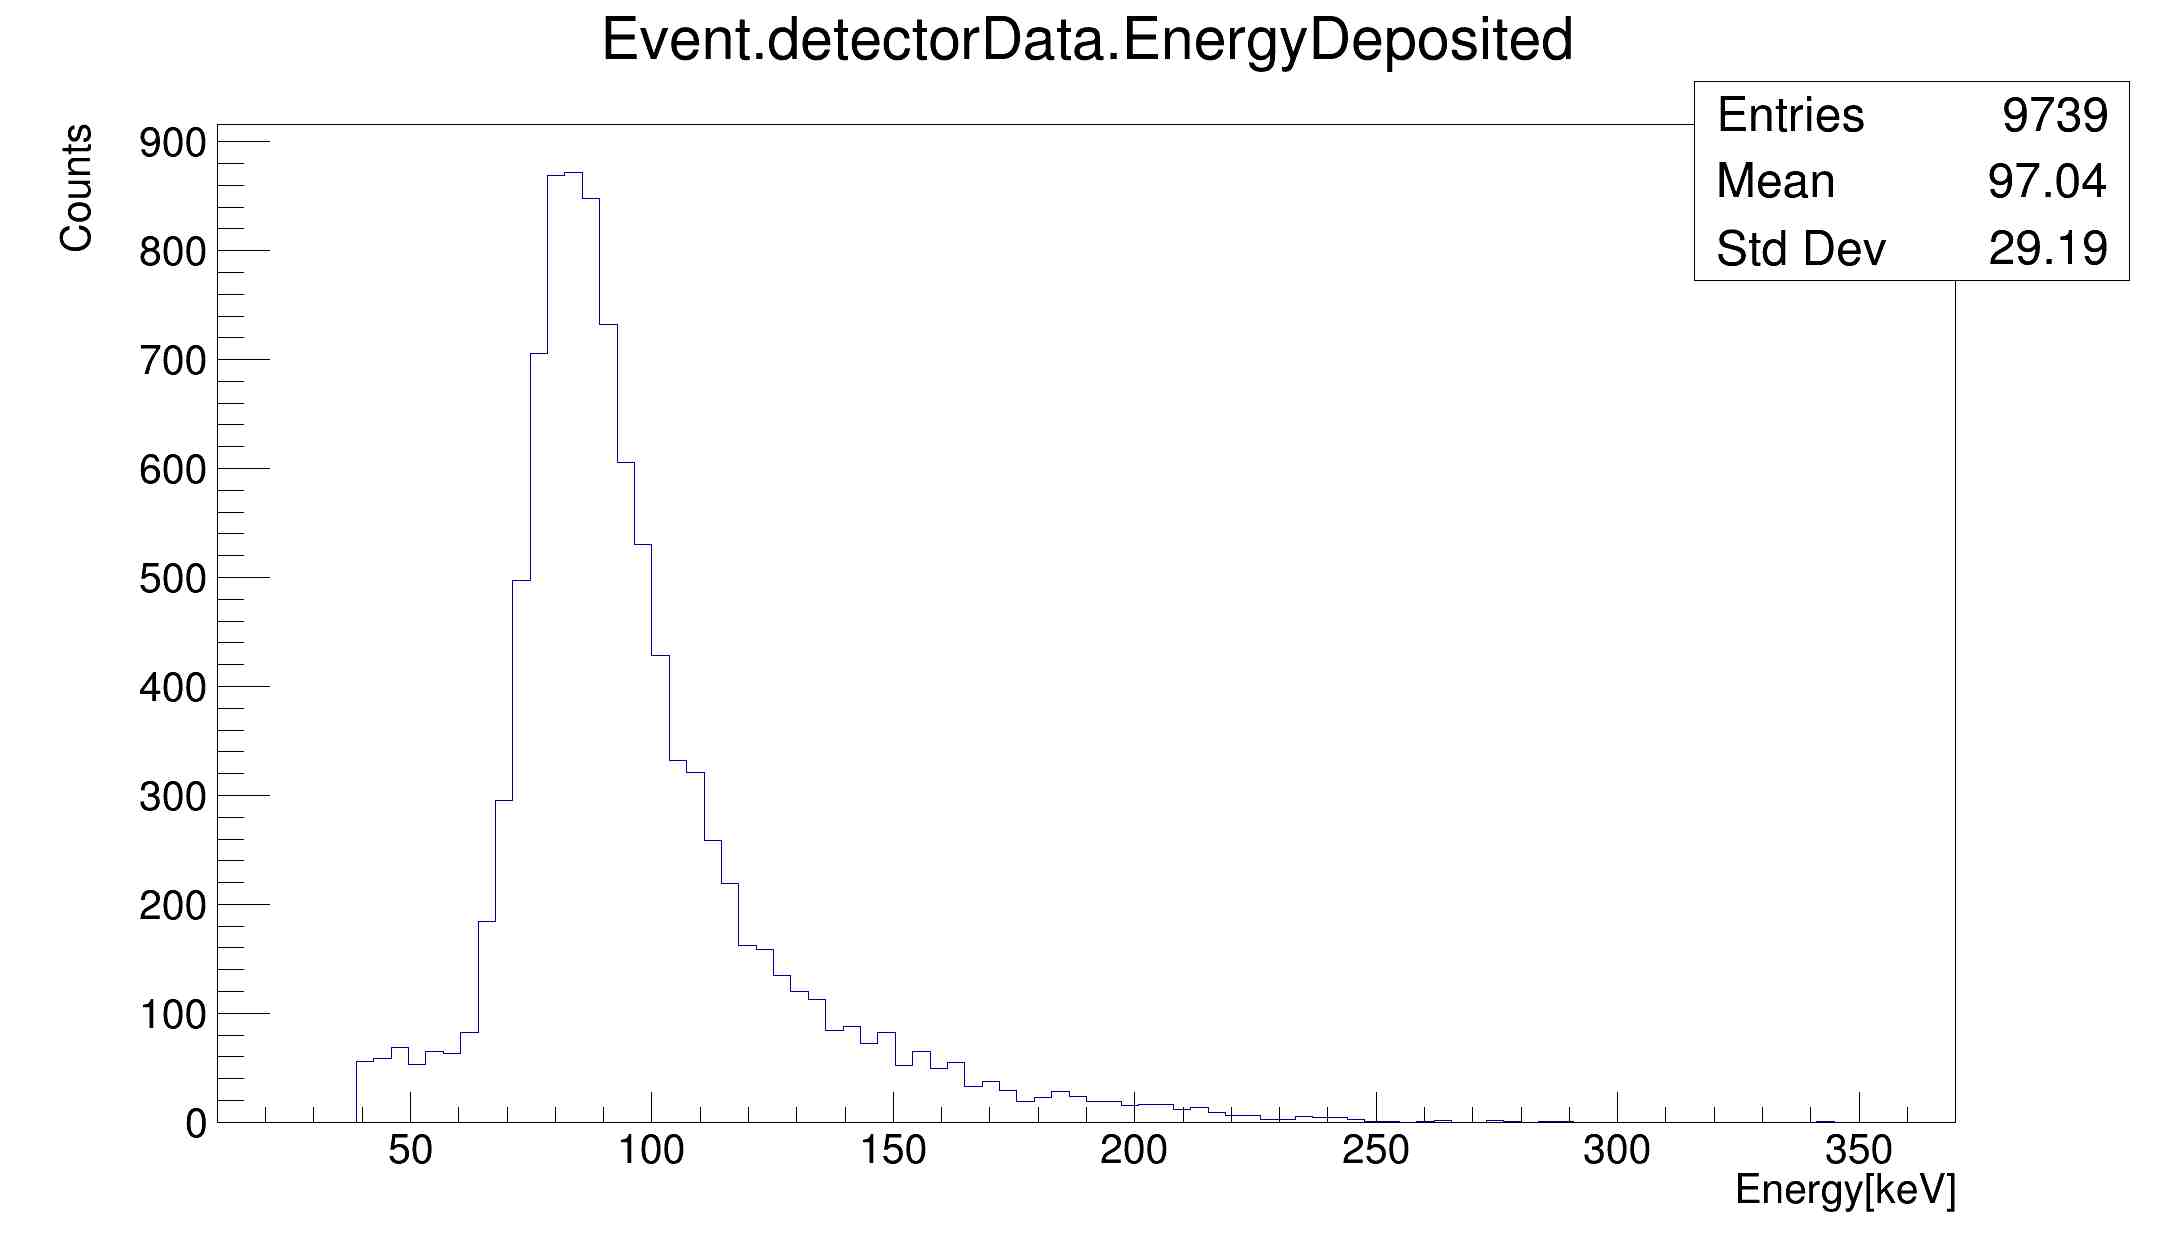 Event.detectorData.EnergyDeposited
Entries 9739
Mean 97.04
Std Dev 29.19
Counts
900
800
700
600
500
400
300
200
100
0
50 100 150 200 250 300 350
Energy[keV]